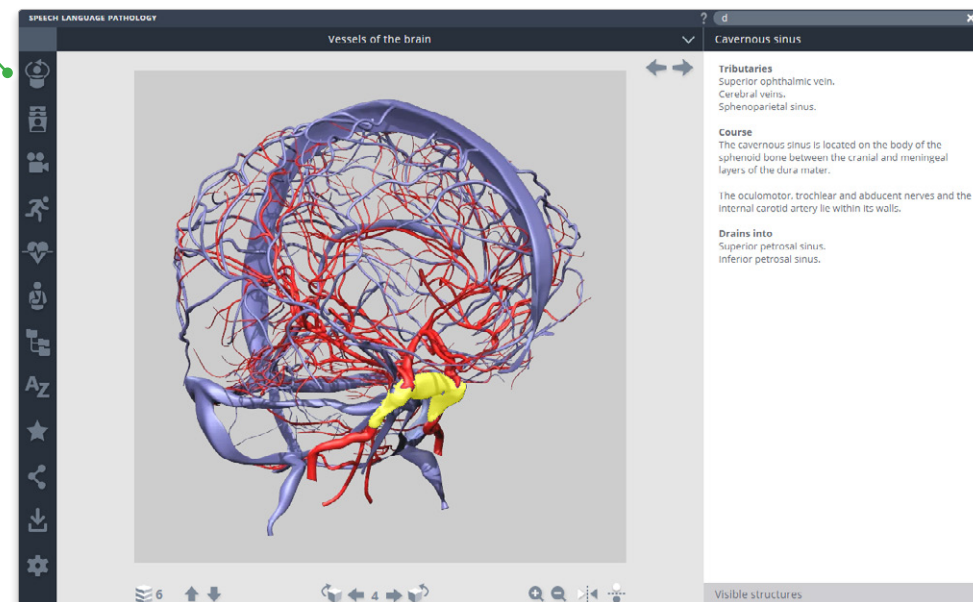 SPEECH LANGUAGE PATHOLOGY
? d ×
Vessels of the brain
Cavernous sinus
Tributaries
Superior ophthalmic vein.
Cerebral veins.
Sphenoparietal sinus.
Course
The cavernous sinus is located on the body of the
sphenoid bone between the cranial and meningeal
layers of the dura mater.
The oculomotor, trochlear and abducent nerves and the
internal carotid artery lie within its walls.
Drains into
Superior petrosal sinus.
Inferior petrosal sinus.
AZ
6
4
Visible structures